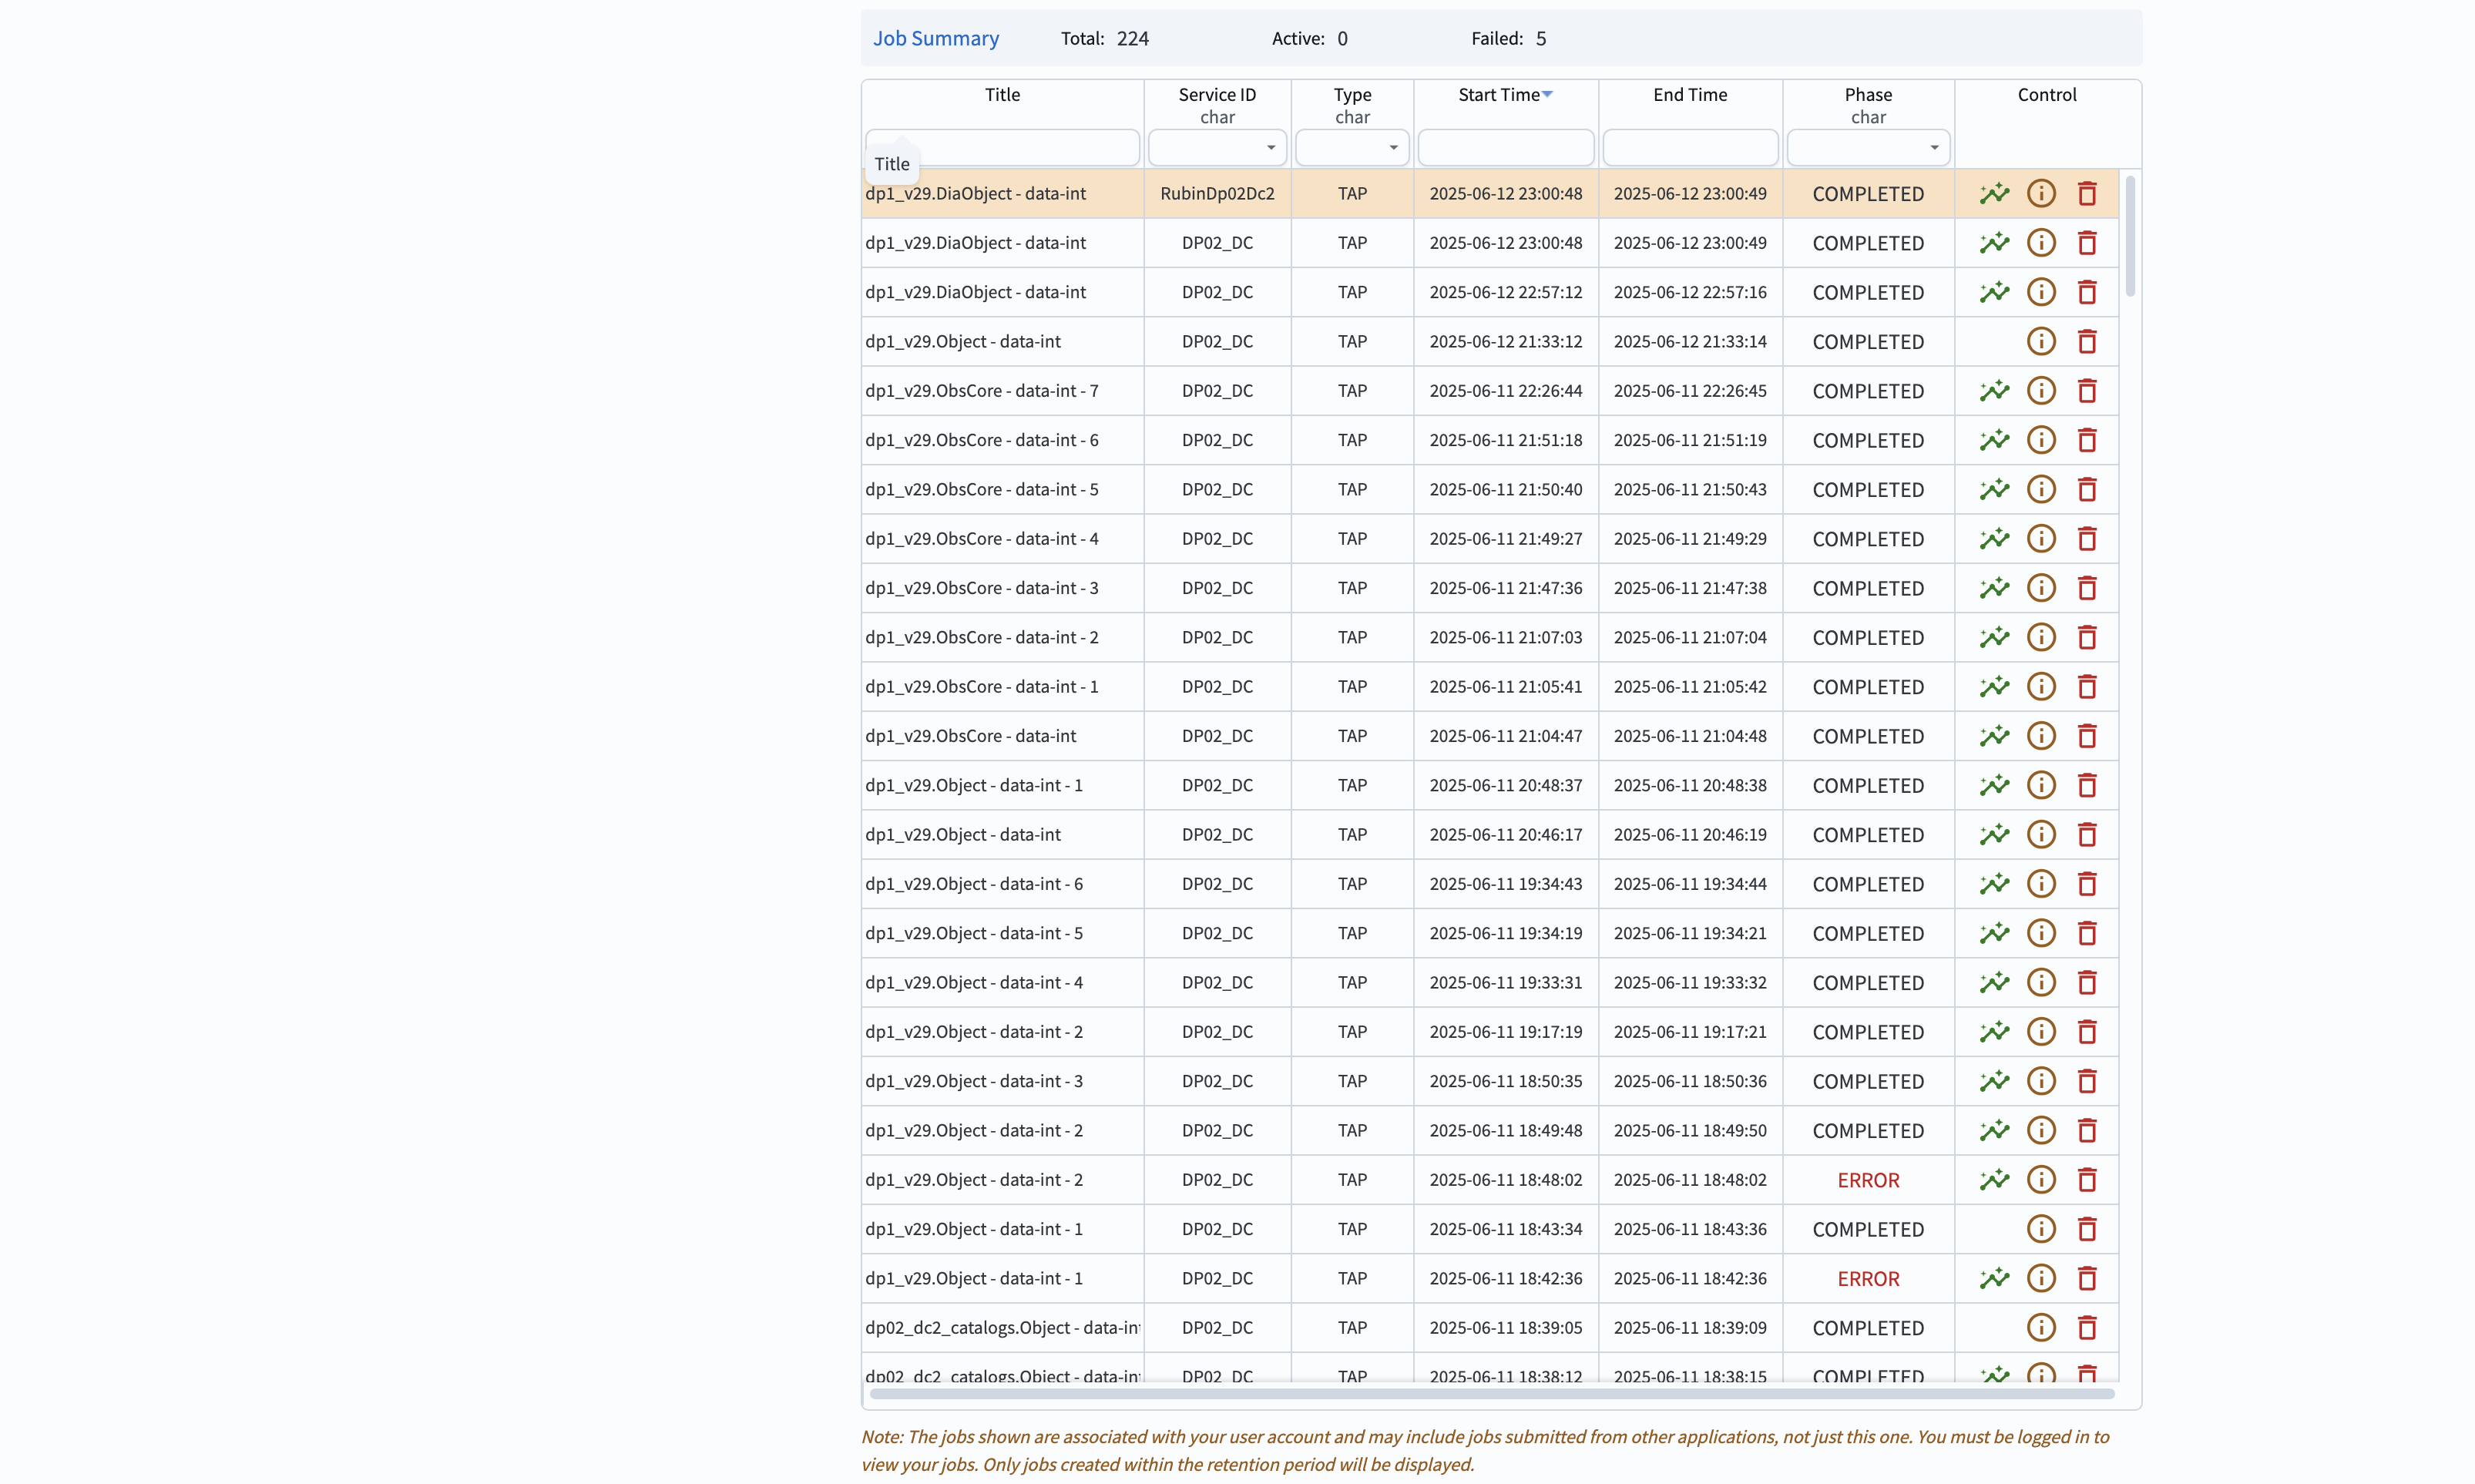 Job Summary Total: 224 Active: 0 Failed: 5
Title Service ID Type Start Time End Time Phase Control
char char char
Title
dp1_v29.DiaObject - data-int RubinDp02Dc2 TAP 2025-06-12 23:00:48 2025-06-12 23:00:49 COMPLETED
dp1_v29.DiaObject - data-int DP02_DC TAP 2025-06-12 23:00:48 2025-06-12 23:00:49 COMPLETED
dp1_v29.DiaObject - data-int DP02_DC TAP 2025-06-12 22:57:12 2025-06-12 22:57:16 COMPLETED
dp1_v29.Object - data-int DP02_DC TAP 2025-06-12 21:33:12 2025-06-12 21:33:14 COMPLETED
dp1_v29.ObsCore - data-int - 7 DP02_DC TAP 2025-06-11 22:26:44 2025-06-11 22:26:45 COMPLETED
dp1_v29.ObsCore - data-int - 6 DP02_DC TAP 2025-06-11 21:51:18 2025-06-11 21:51:19 COMPLETED
dp1_v29.ObsCore - data-int - 5 DP02_DC TAP 2025-06-11 21:50:40 2025-06-11 21:50:43 COMPLETED
dp1_v29.ObsCore - data-int - 4 DP02_DC TAP 2025-06-11 21:49:27 2025-06-11 21:49:29 COMPLETED
dp1_v29.ObsCore - data-int - 3 DP02_DC TAP 2025-06-11 21:47:36 2025-06-11 21:47:38 COMPLETED
dp1_v29.ObsCore - data-int - 2 DP02_DC TAP 2025-06-11 21:07:03 2025-06-11 21:07:04 COMPLETED
dp1_v29.ObsCore - data-int - 1 DP02_DC TAP 2025-06-11 21:05:41 2025-06-11 21:05:42 COMPLETED
dp1_v29.ObsCore - data-int DP02_DC TAP 2025-06-11 21:04:47 2025-06-11 21:04:48 COMPLETED
dp1_v29.Object - data-int - 1 DP02_DC TAP 2025-06-11 20:48:37 2025-06-11 20:48:38 COMPLETED
dp1_v29.Object - data-int DP02_DC TAP 2025-06-11 20:46:17 2025-06-11 20:46:19 COMPLETED
dp1_v29.Object - data-int - 6 DP02_DC TAP 2025-06-11 19:34:43 2025-06-11 19:34:44 COMPLETED
dp1_v29.Object - data-int - 5 DP02_DC TAP 2025-06-11 19:34:19 2025-06-11 19:34:21 COMPLETED
dp1_v29.Object - data-int - 4 DP02_DC TAP 2025-06-11 19:33:31 2025-06-11 19:33:32 COMPLETED
dp1_v29.Object - data-int - 2 DP02_DC TAP 2025-06-11 19:17:19 2025-06-11 19:17:21 COMPLETED
dp1_v29.Object - data-int - 3 DP02_DC TAP 2025-06-11 18:50:35 2025-06-11 18:50:36 COMPLETED
dp1_v29.Object - data-int - 2 DP02_DC TAP 2025-06-11 18:49:48 2025-06-11 18:49:50 COMPLETED
dp1_v29.Object - data-int - 2 DP02_DC TAP 2025-06-11 18:48:02 2025-06-11 18:48:02 ERROR
dp1_v29.Object - data-int - 1 DP02_DC TAP 2025-06-11 18:43:34 2025-06-11 18:43:36 COMPLETED
dp1_v29.Object - data-int - 1 DP02_DC TAP 2025-06-11 18:42:36 2025-06-11 18:42:36 ERROR
dp02_dc2_catalogs.Object - data-int DP02_DC TAP 2025-06-11 18:39:05 2025-06-11 18:39:09 COMPLETED
dp02_dc2_catalogs.Object - data-int DP02_DC TAP 2025-06-11 18:38:12 2025-06-11 18:38:15 COMPLETED
Note: The jobs shown are associated with your user account and may include jobs submitted from other applications, not just this one. You must be logged in to
view your jobs. Only jobs created within the retention period will be displayed.